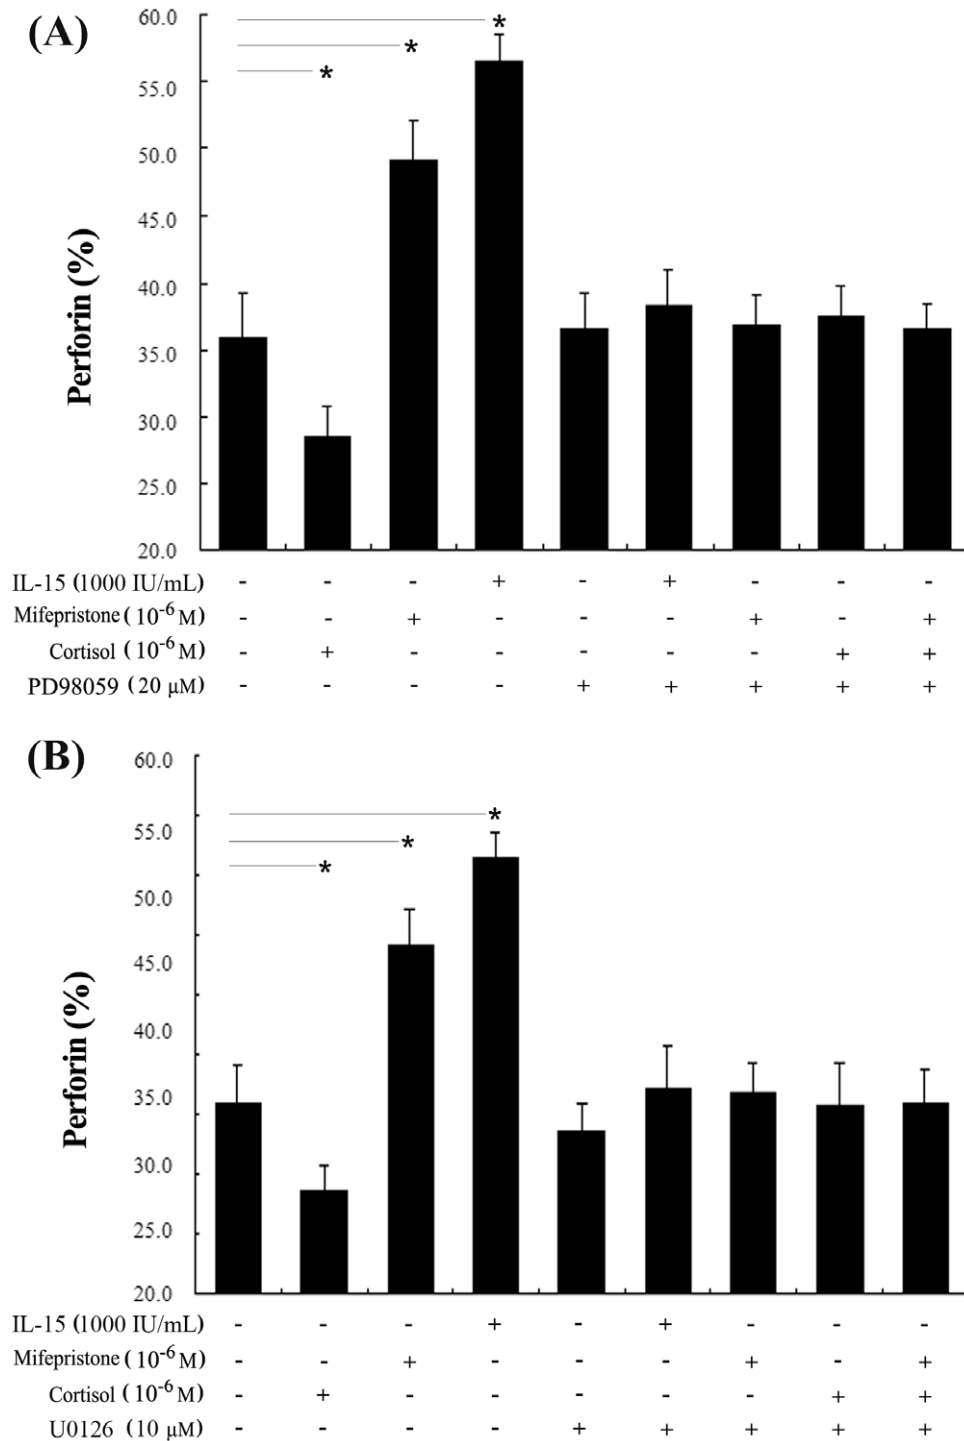 (A)
60.0
55.0
50.0
45.0
40.0
35.0
30.0
25.0
20.0
Perforin (%)
* * *
IL-15 (1000 IU/mL) - - - + - + - - -
Mifepristone ( 10-6 M) - - + - - - + - +
Cortisol ( 10-6 M) - + - - - - - + +
PD98059 (20 μM) - - - - + + + + +
(B)
60.0
55.0
50.0
45.0
40.0
35.0
30.0
25.0
20.0
Perforin (%)
* * *
IL-15 (1000 IU/mL) - - - + - + - - -
Mifepristone ( 10-6 M) - - + - - - + - +
Cortisol ( 10-6 M) - + - - - - - + +
U0126 (10 μM) - - - - + + + + +